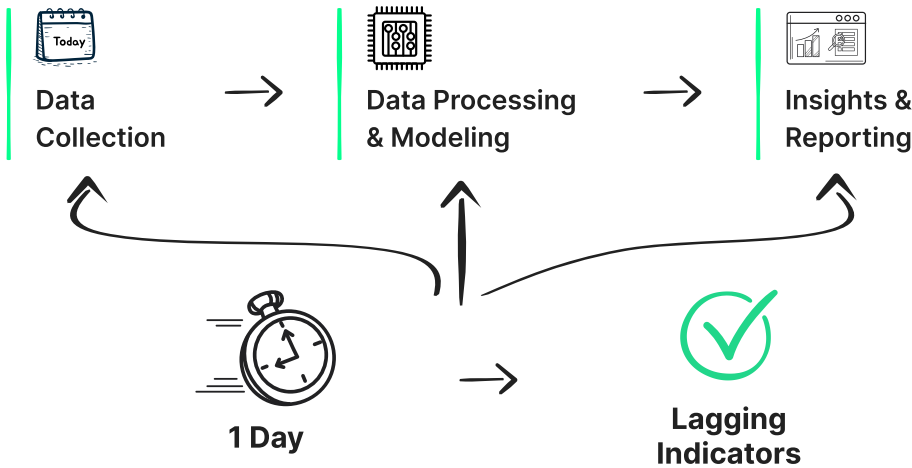 Today
Data
Collection
Data Processing
& Modeling
Insights &
Reporting
1 Day
Lagging
Indicators